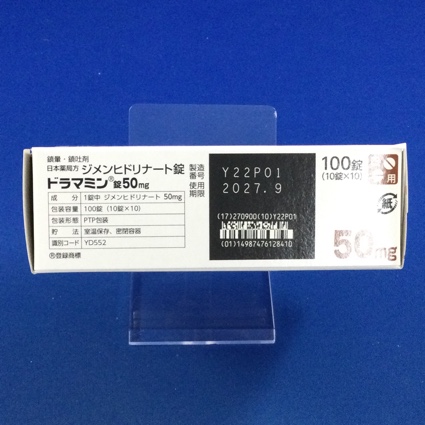 鎮暈・鎮吐剤
日本薬局方 ジメンヒドリナート錠
ドラマミン®錠50mg
成 分 1錠中 ジメンヒドリナート 50mg
包装容量 100錠 (10錠×10)
包装形態 PTP包装
貯 法 室温保存、密閉容器
識別コード YD552
®登録商標
製造番号 Y22P01
使用期限 2027.9
(17)270900(10)Y22P01
(01)14987476128410
100錠
(10錠×10)
用
紙
50mg